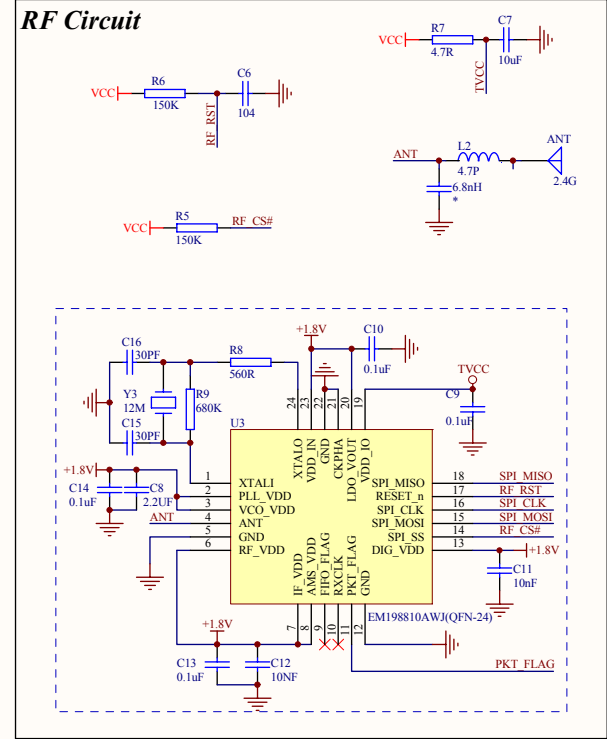 RF Circuit
R7
C7
VCC
4.7R
10uF
TVCC
R6
C6
VCC
150K
104
RF_RST
ANT
L2
ANT
4.7P
2.4G
6.8nH
*
R5
VCC
RF_CS#
150K
+1.8V
C10
C16
30PF
R8
0.1uF
560R
TVCC
Y3
12M
R9
680K
C9
0.1uF
C15
30PF
U3
24
23
22
21
20
19
XTALO
VDD_IN
GND
CKPHA
LDO_VOUT
VDD_IO
+1.8V
C14
0.1uF
C8
2.2UF
ANT
1
2
3
4
5
6
XTALI
PLL_VDD
VCO_VDD
ANT
GND
RF_VDD
SPI_MISO
RESET_n
SPI_CLK
SPI_MOSI
SPI_SS
DIG_VDD
18
17
16
15
14
13
SPI_MISO
RF_RST
SPI_CLK
SPI_MOSI
RF_CS#
+1.8V
C11
10nF
IF_VDD
AMS_VDD
FIFO_FLAG
RXCLK
PKT_FLAG
GND
7
8
9
10
11
12
EM198810AWJ(QFN-24)
+1.8V
C13
0.1uF
C12
10NF
PKT_FLAG